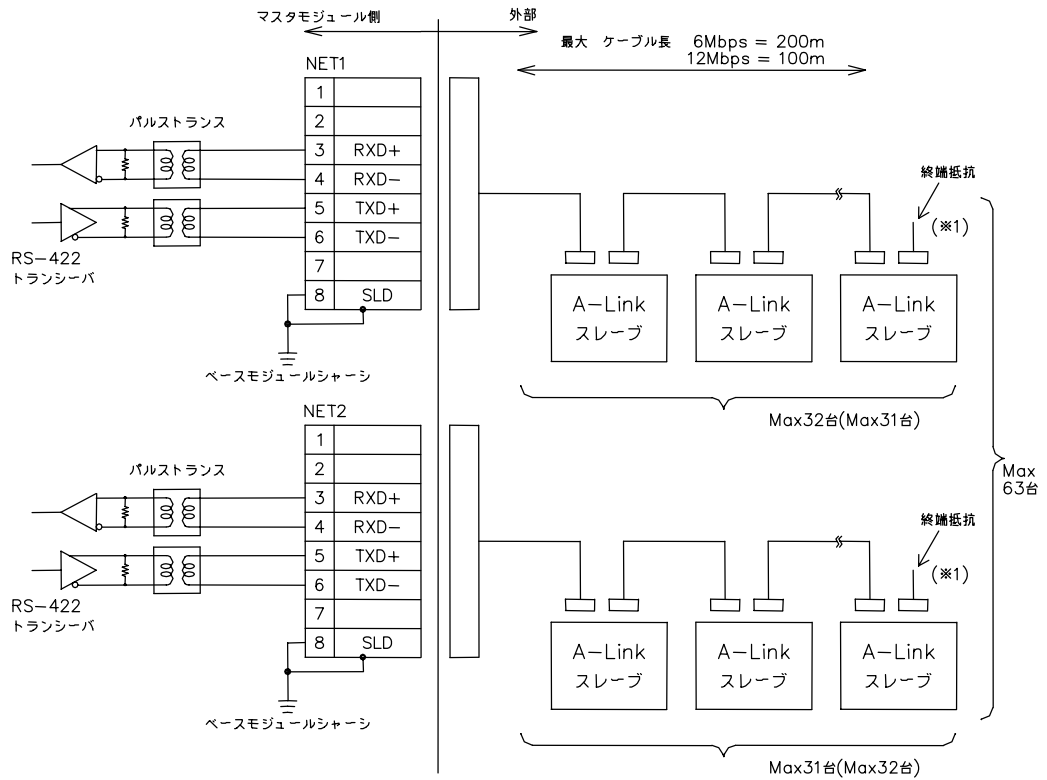 マスタモジュール側
外部
最大 ケーブル長 6Mbps = 200m
12Mbps = 100m
NET1
1
2
3 RXD+
4 RXD-
5 TXD+
6 TXD-
7
8 SLD
パルストランス
RS-422
トランシーバ
ベースモジュールシャーシ
終端抵抗
(※1)
A-Link
スレーブ
A-Link
スレーブ
A-Link
スレーブ
Max32台(Max31台)
Max
63台
NET2
1
2
3 RXD+
4 RXD-
5 TXD+
6 TXD-
7
8 SLD
パルストランス
RS-422
トランシーバ
ベースモジュールシャーシ
終端抵抗
(※1)
A-Link
スレーブ
A-Link
スレーブ
A-Link
スレーブ
Max31台(Max32台)